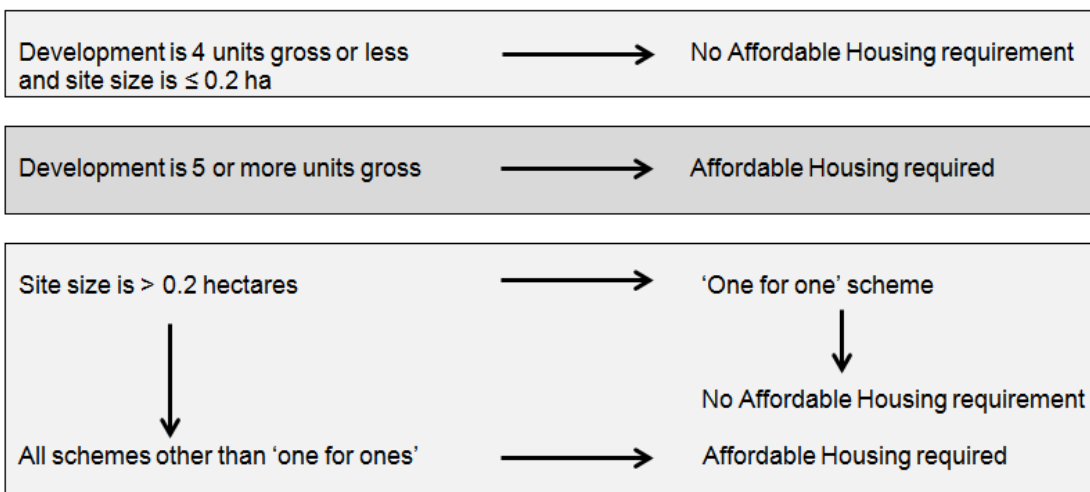 Development is 4 units gross or less
and site size is ≤ 0.2 ha
No Affordable Housing requirement
Development is 5 or more units gross
Affordable Housing required
Site size is > 0.2 hectares
‘One for one’ scheme
No Affordable Housing requirement
All schemes other than ‘one for ones’
Affordable Housing required